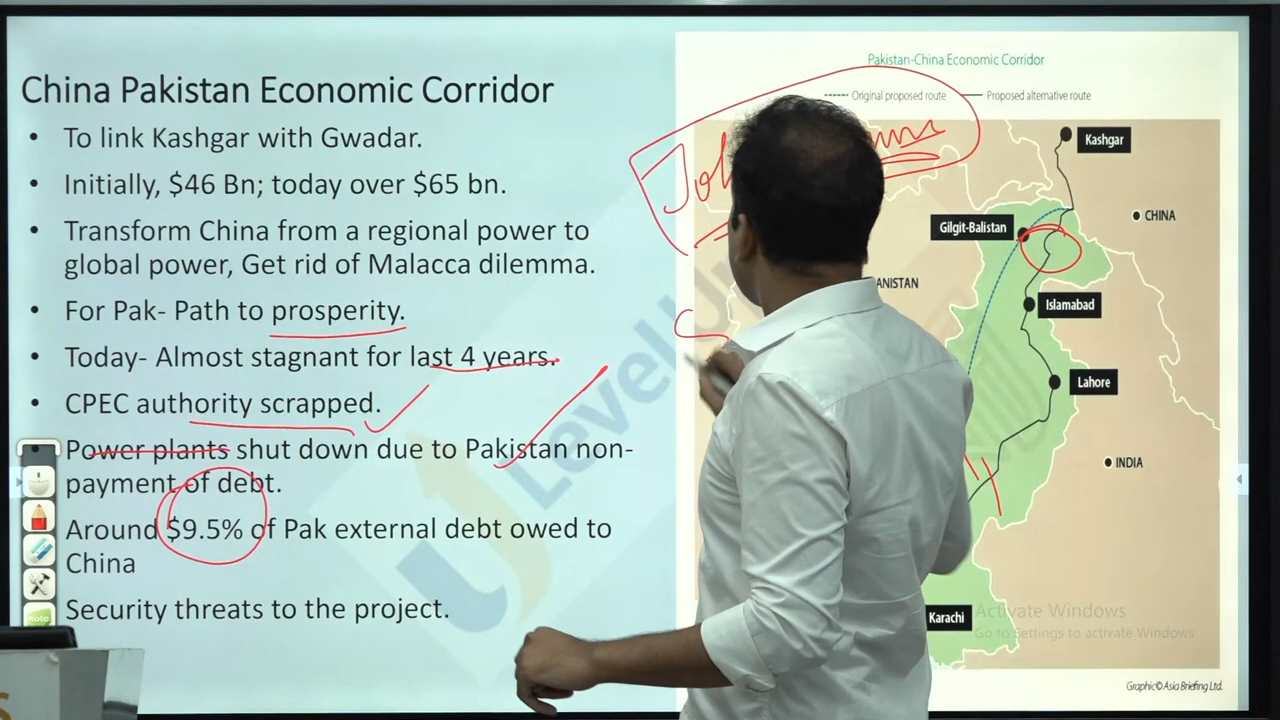 China Pakistan Economic Corridor
• To link Kashgar with Gwadar.
• Initially, $46 Bn; today over $65 bn.
• Transform China from a regional power to
global power, Get rid of Malacca dilemma.
• For Pak- Path to prosperity.
• Today- Almost stagnant for last 4 years.
• CPEC authority scrapped.
Power plants shut down due to Pakistan non-
payment of debt.
Around $9.5% of Pak external debt owed to
China
Security threats to the project.
Pakistan-China Economic Corridor
Original proposed route
Proposed alternative route
Kashgar
CHINA
Gilgit-Balistan
ANISTAN
Islamabad
Lahore
INDIA
Karachi
Activate Windows
Go to Settings to activate Windows
Graphic© Asia Briefing Ltd.
LevelUp
Note